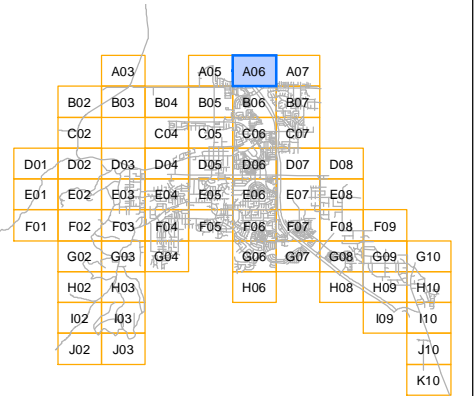 A03 A05 A06 A07
B02 B03 B04 B05 B06 B07
C02 C04 C05 C06 C07
D01 D02 D03 D04 D05 D06 D07 D08
E01 E02 E03 E04 E05 E06 E07 E08
F01 F02 F03 F04 F05 F06 F07 F08 F09
G02 G03 G04 G06 G07 G08 G09 G10
H02 H03 H06 H08 H09 H10
I02 I03 I09 I10
J02 J03 J10
K10